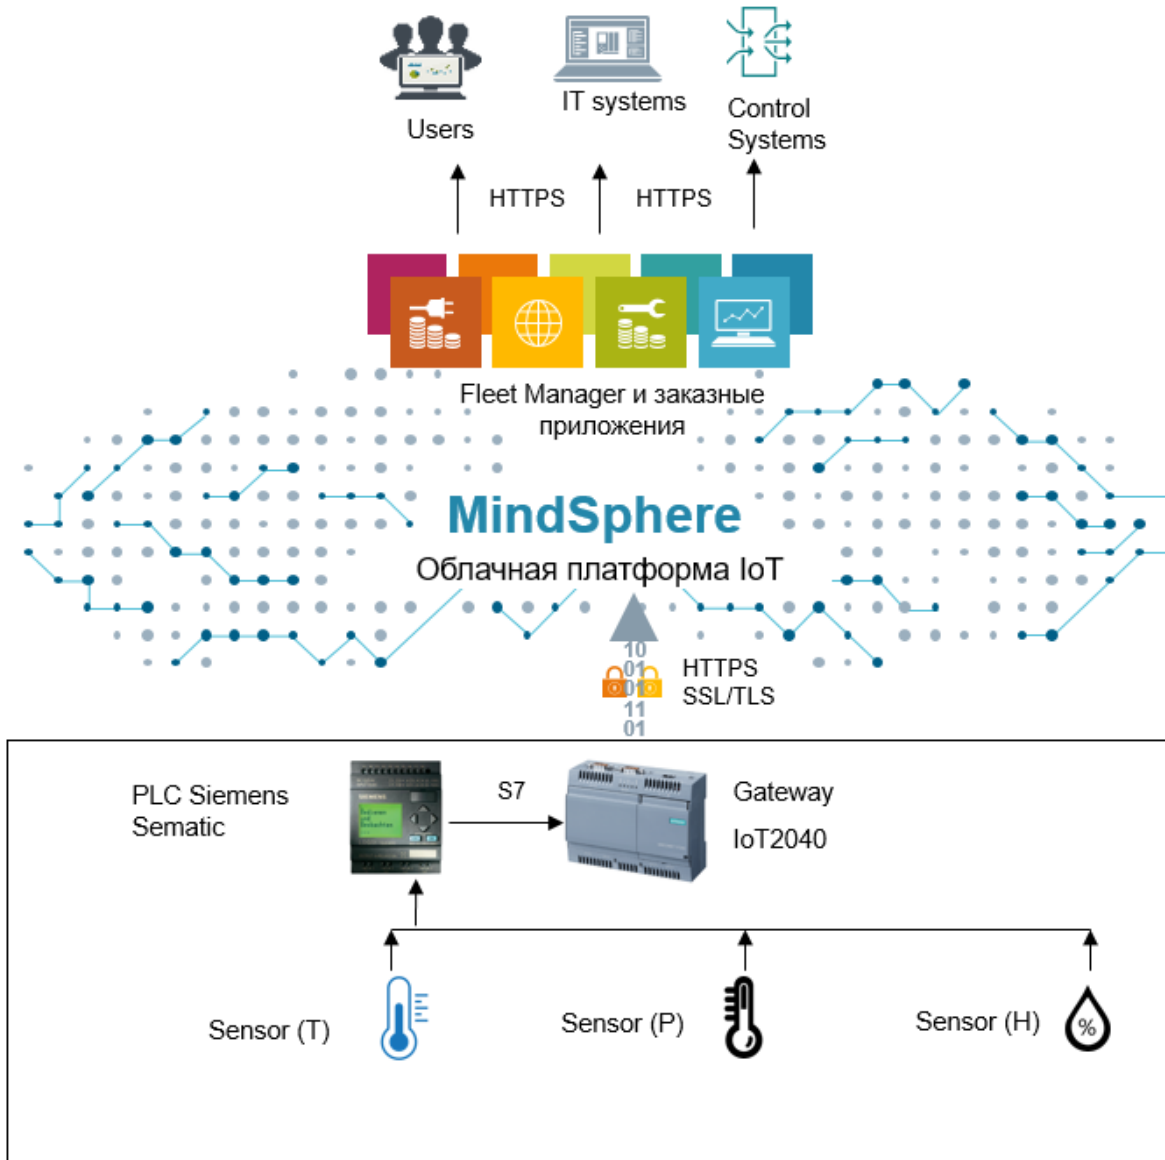 Users
IT systems
Control
Systems
HTTPS
HTTPS
Fleet Manager и заказные
приложения
MindSphere
Облачная платформа IoT
10
01
01
11
01
HTTPS
SSL/TLS
PLC Siemens
Sematic
SIEMENS
S7
Gateway
IoT2040
Sensor (T)
Sensor (P)
Sensor (H)
%